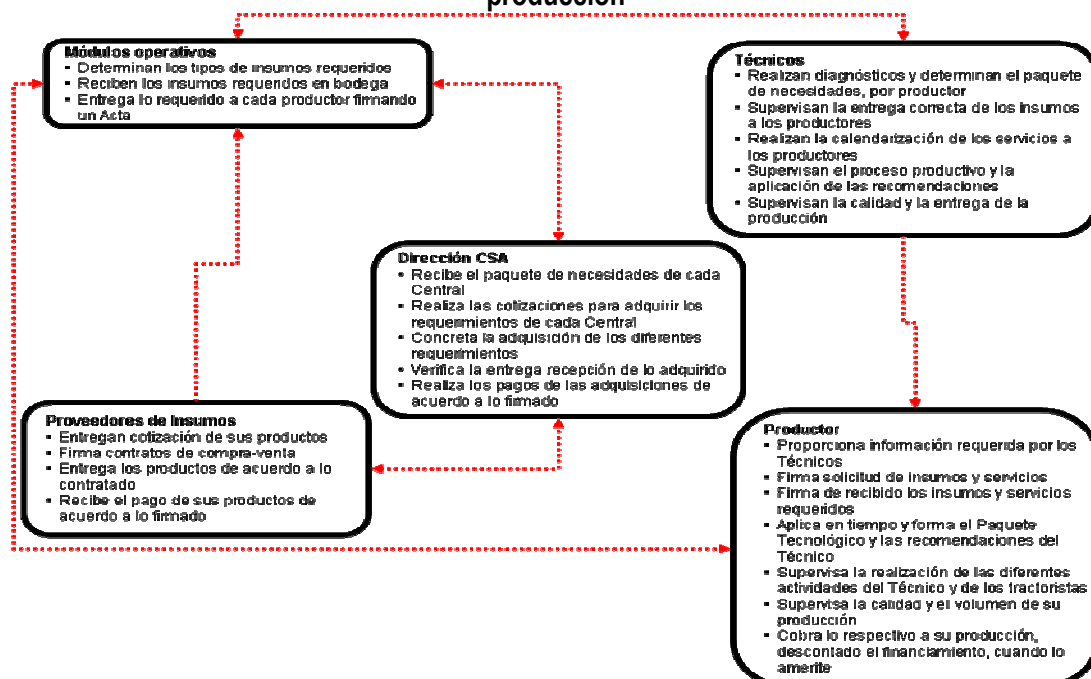 producción
Módulos operativos
▪ Determinan los tipos de insumos requeridos
▪ Reciben los insumos requeridos en bodega
▪ Entrega lo requerido a cada productor firmando
un Acta
Técnicos
▪ Realizan diagnósticos y determinan el paquete
de necesidades, por productor
▪ Supervisan la entrega correcta de los insumos
a los productores
▪ Realizan la calendarización de los servicios a
los productores
▪ Supervisan el proceso productivo y la
aplicación de las recomendaciones
▪ Supervisan la calidad y la entrega de la
producción
Dirección CSA
▪ Recibe el paquete de necesidades de cada
Central
▪ Realiza las cotizaciones para adquirir los
requerimientos de cada Central
▪ Concreta la adquisición de los diferentes
requerimientos
▪ Verifica la entrega recepción de lo adquirido
▪ Realiza los pagos de las adquisiciones de
acuerdo a lo firmado
Proveedores de Insumos
▪ Entregan cotización de sus productos
▪ Firma contratos de compra-venta
▪ Entrega los productos de acuerdo a lo
contratado
▪ Recibe el pago de sus productos de
acuerdo a lo firmado
Productor
▪ Proporciona información requerida por los
Técnicos
▪ Firma solicitud de insumos y servicios
▪ Firma de recibido los insumos y servicios
requeridos
▪ Aplica en tiempo y forma el Paquete
Tecnológico y las recomendaciones del
Técnico
▪ Supervisa la realización de las diferentes
actividades del Técnico y de los tractoristas
▪ Supervisa la calidad y el volumen de su
producción
▪ Cobra lo respectivo a su producción,
descontado el financiamiento, cuando lo
amerite